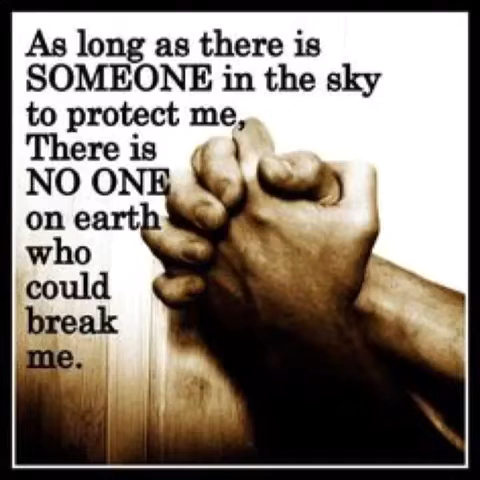 As long as there is
SOMEONE in the sky
to protect me,
There is
NO ONE
on earth
who
could
break
me.